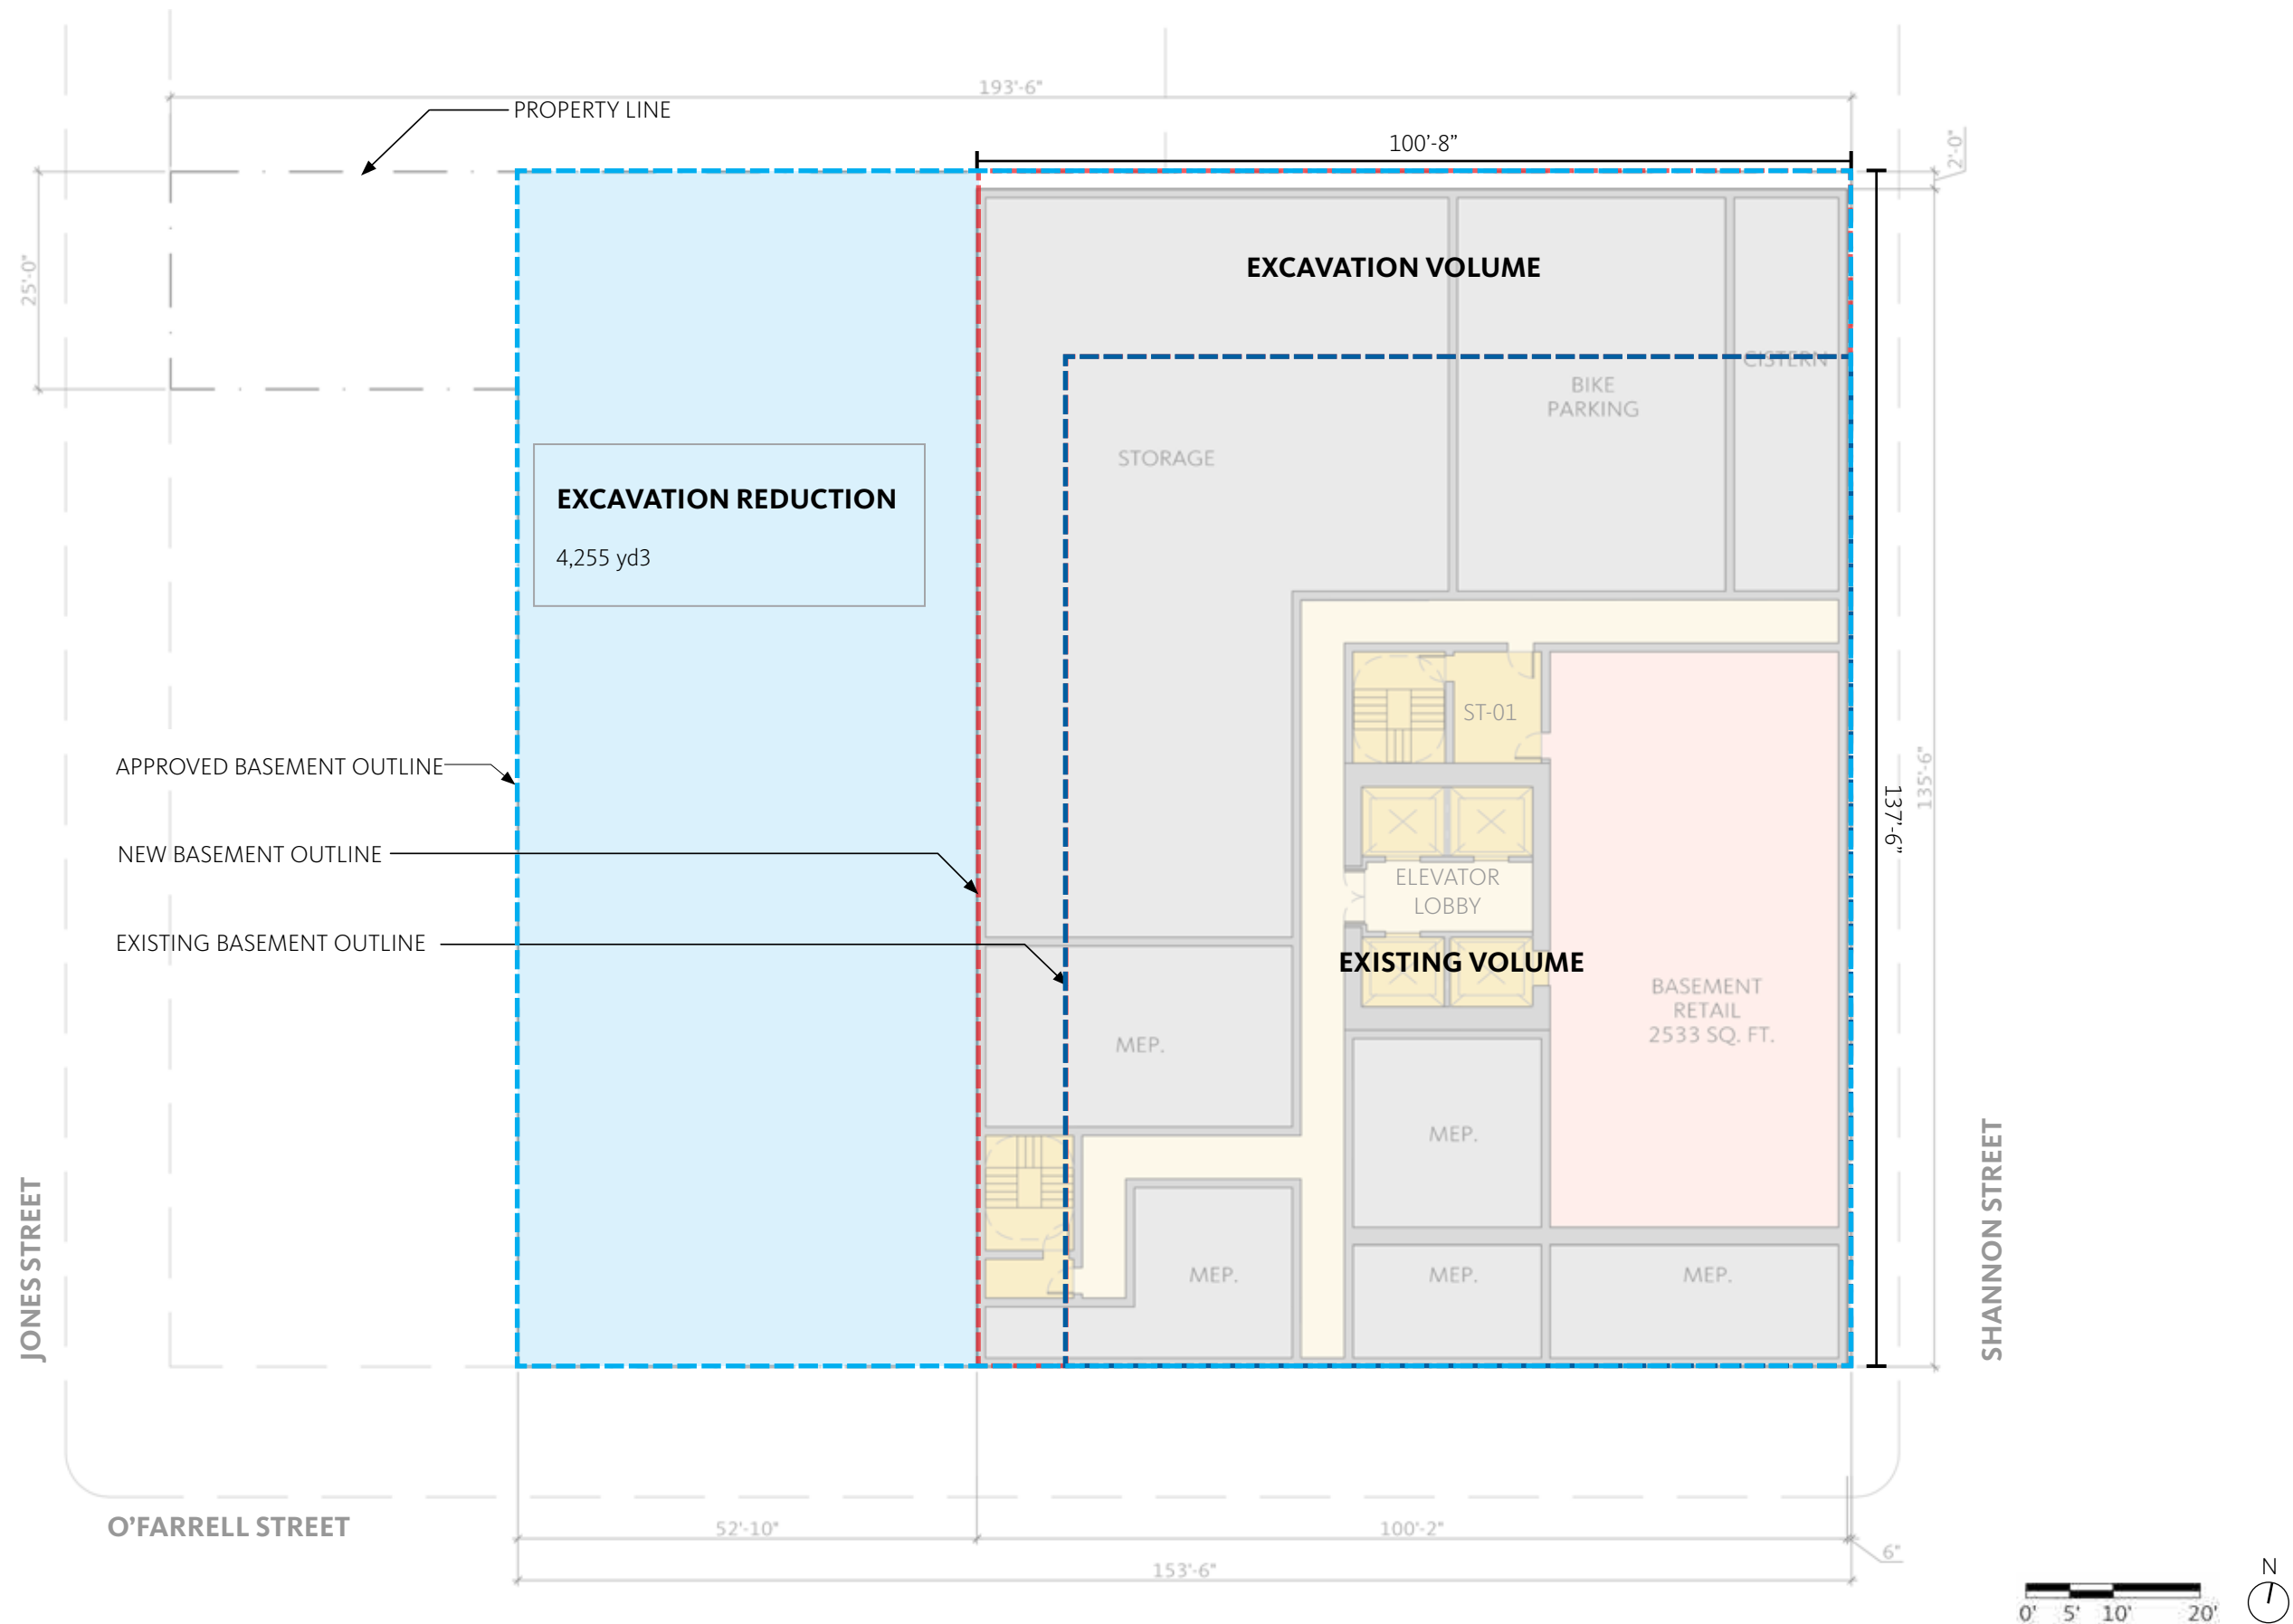 193'-6"
PROPERTY LINE
100'-8”
2'-0"
25'-0"
EXCAVATION VOLUME
CISTERN
BIKE
PARKING
STORAGE
EXCAVATION REDUCTION
4,255 yd3
ST-01
APPROVED BASEMENT OUTLINE
135'-6"
137'-6”
NEW BASEMENT OUTLINE
ELEVATOR
LOBBY
EXISTING BASEMENT OUTLINE
EXISTING VOLUME
BASEMENT
RETAIL
2533 SQ. FT.
MEP.
MEP.
MEP.
MEP.
MEP.
JONES STREET
SHANNON STREET
O’FARRELL STREET
52'-10"
100'-2"
6"
153'-6"
N
0' 5' 10' 20'